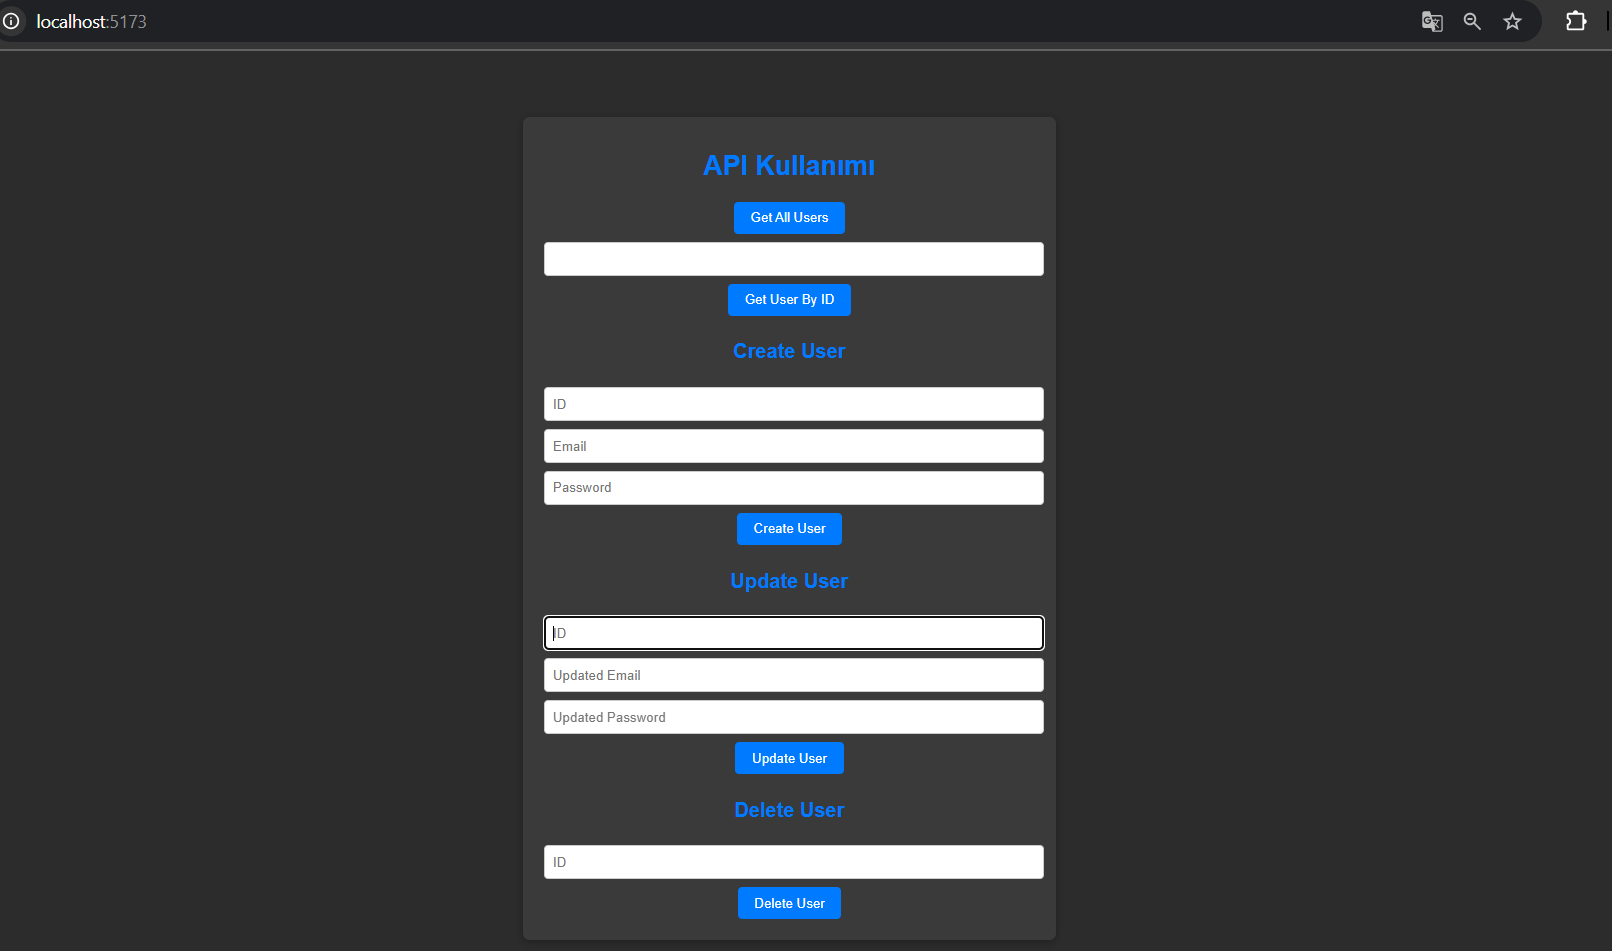 localhost:5173
API Kullanımı
Get All Users
Get User By ID
Create User
ID
Email
Password
Create User
Update User
ID
Updated Email
Updated Password
Update User
Delete User
ID
Delete User